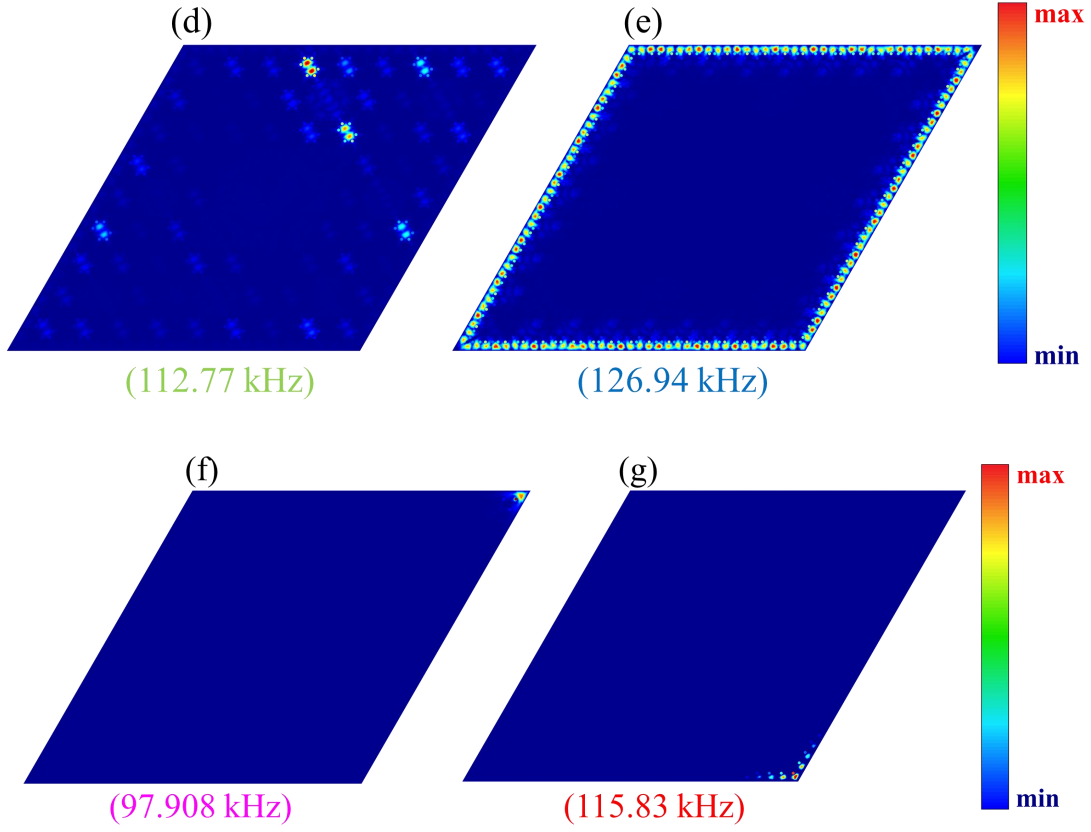 (d)
(e)
max
min
(112.77 kHz)
(126.94 kHz)
(f)
(g)
max
min
(97.908 kHz)
(115.83 kHz)